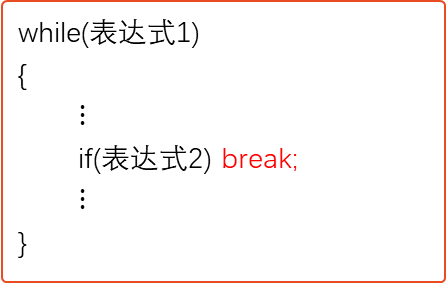 while(表达式1)
{
⋮
if(表达式2) break;
⋮
}